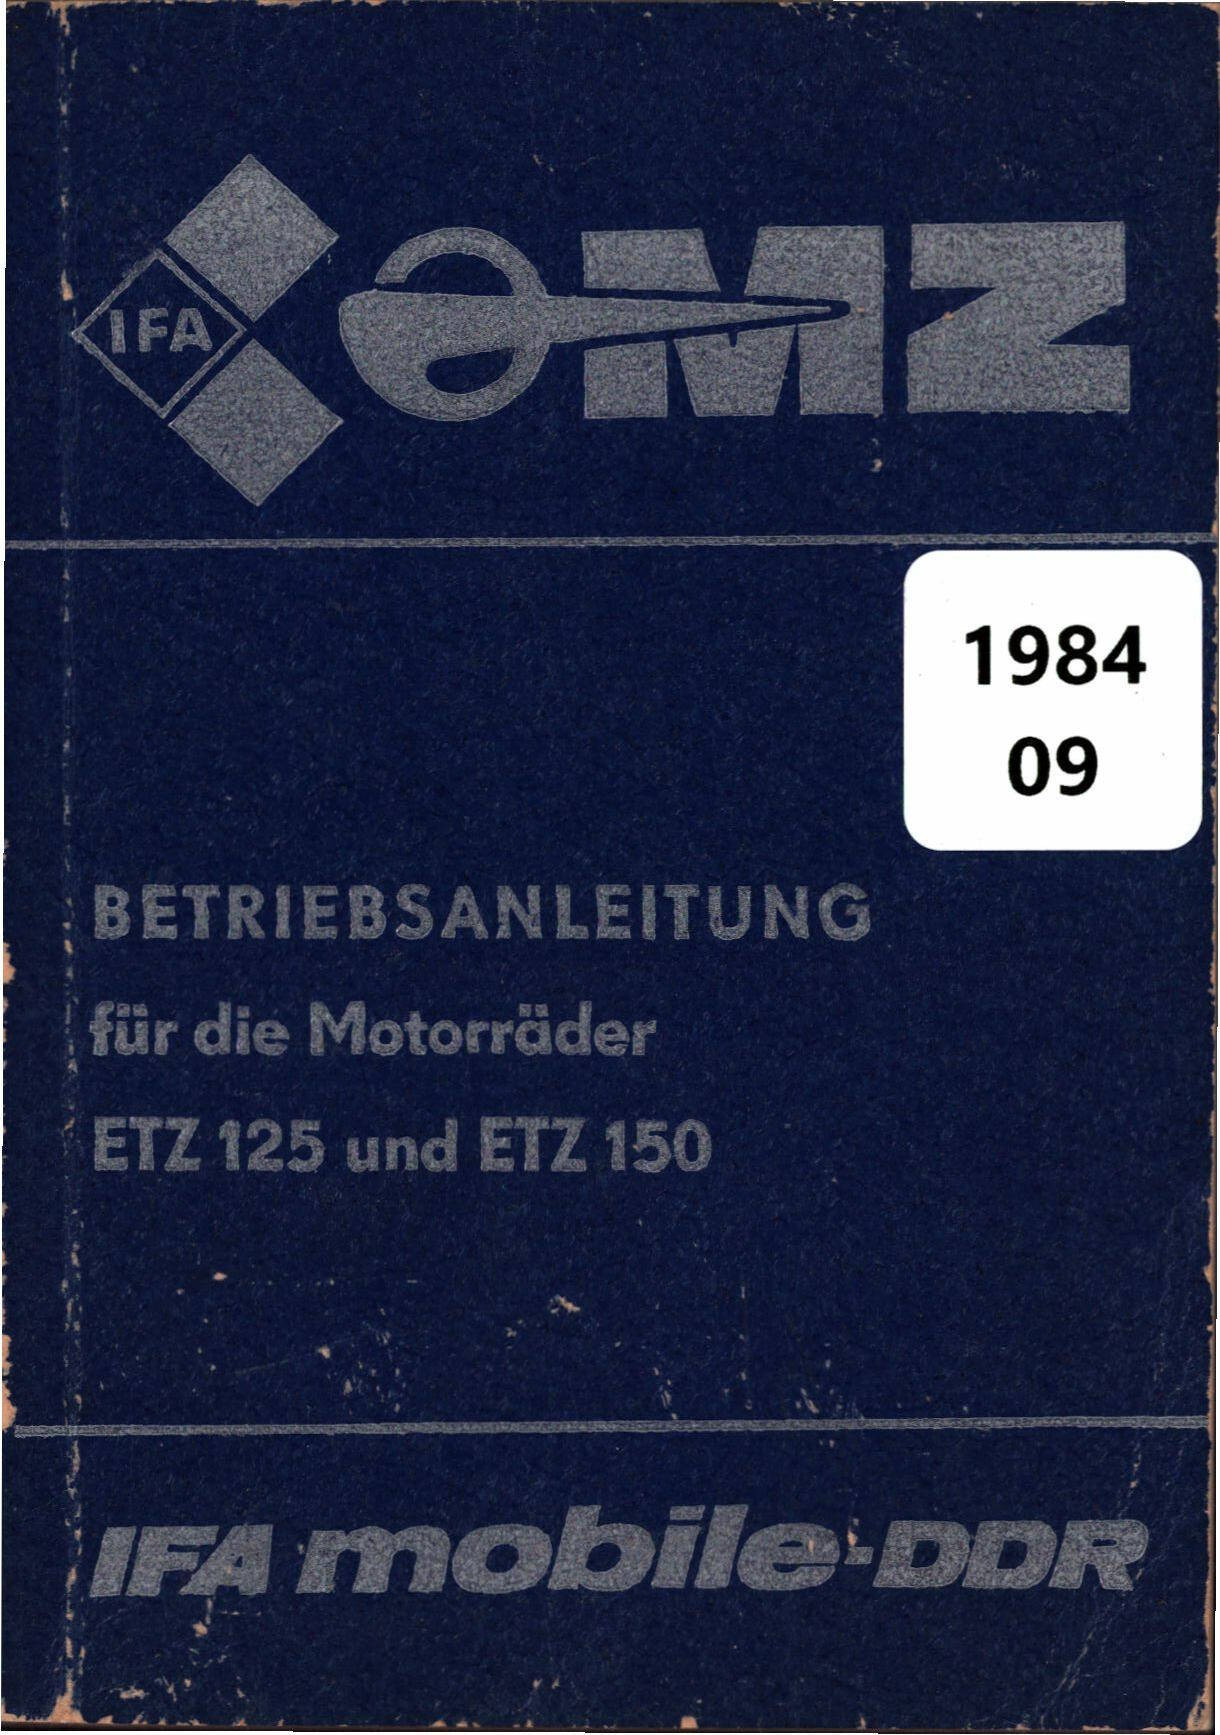 IFA
MZ
1984
09
BETRIEBSANLEITUNG
für die Motorräder
ETZ 125 und ETZ 150
IFA mobile-DDR